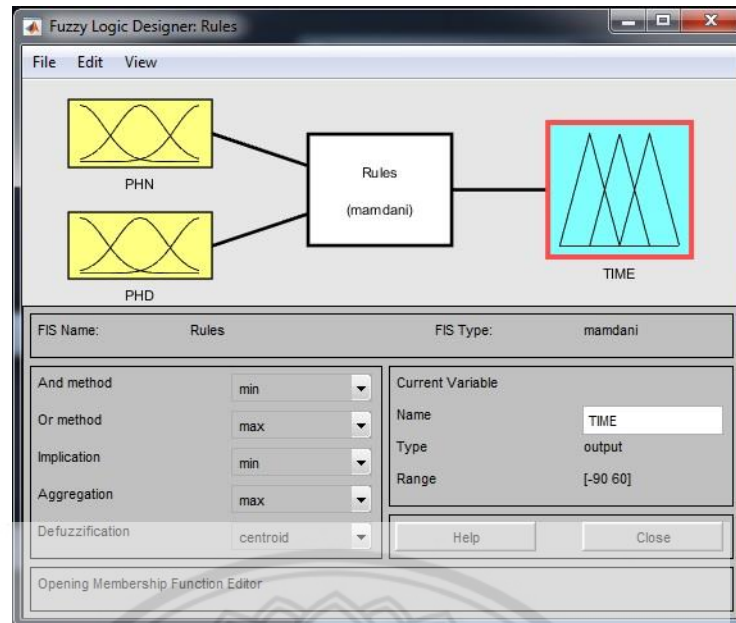 Fuzzy Logic Designer: Rules
File Edit View
PHN
Rules
(mamdani)
PHD
TIME
FIS Name: Rules FIS Type: mamdani
And method min
Or method max
Implication min
Aggregation max
Defuzzification centroid
Current Variable
Name TIME
Type output
Range [-90 60]
Help Close
Opening Membership Function Editor